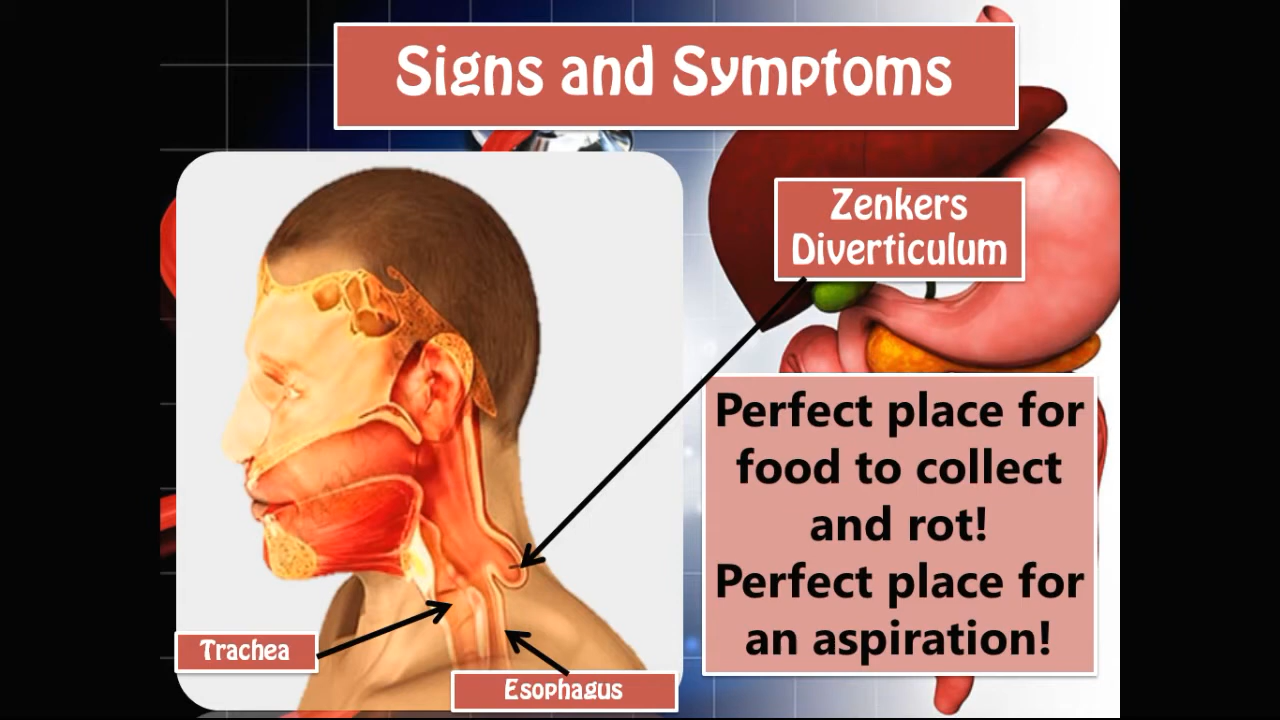 Signs and Symptoms
Zenkers
Diverticulum
Perfect place for
food to collect
and rot!
Perfect place for
an aspiration!
Trachea
Esophagus